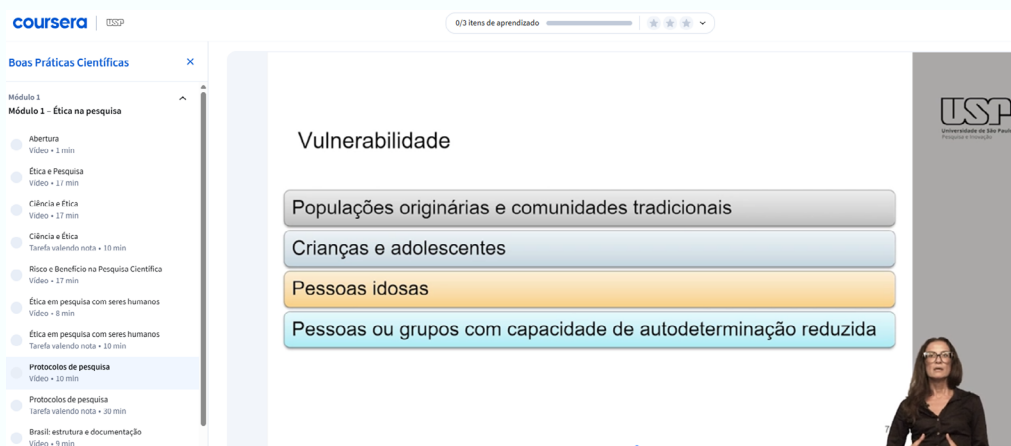 coursera
USP
0/3 itens de aprendizado
Boas Práticas Científicas
Módulo 1
Módulo 1 – Ética na pesquisa
Abertura
Vídeo • 1 min
Ética e Pesquisa
Vídeo • 17 min
Ciência e Ética
Vídeo • 17 min
Ciência e Ética
Tarefa valendo nota • 10 min
Risco e Benefício na Pesquisa Científica
Vídeo • 17 min
Ética em pesquisa com seres humanos
Vídeo • 8 min
Ética em pesquisa com seres humanos
Tarefa valendo nota • 10 min
Protocolos de pesquisa
Vídeo • 10 min
Protocolos de pesquisa
Tarefa valendo nota • 30 min
Brasil: estrutura e documentação
Vídeo • 9 min
Vulnerabilidade
Populações originárias e comunidades tradicionais
Crianças e adolescentes
Pessoas idosas
Pessoas ou grupos com capacidade de autodeterminação reduzida
7
USP
Universidade de São Paulo
Pesquisa e Inovação